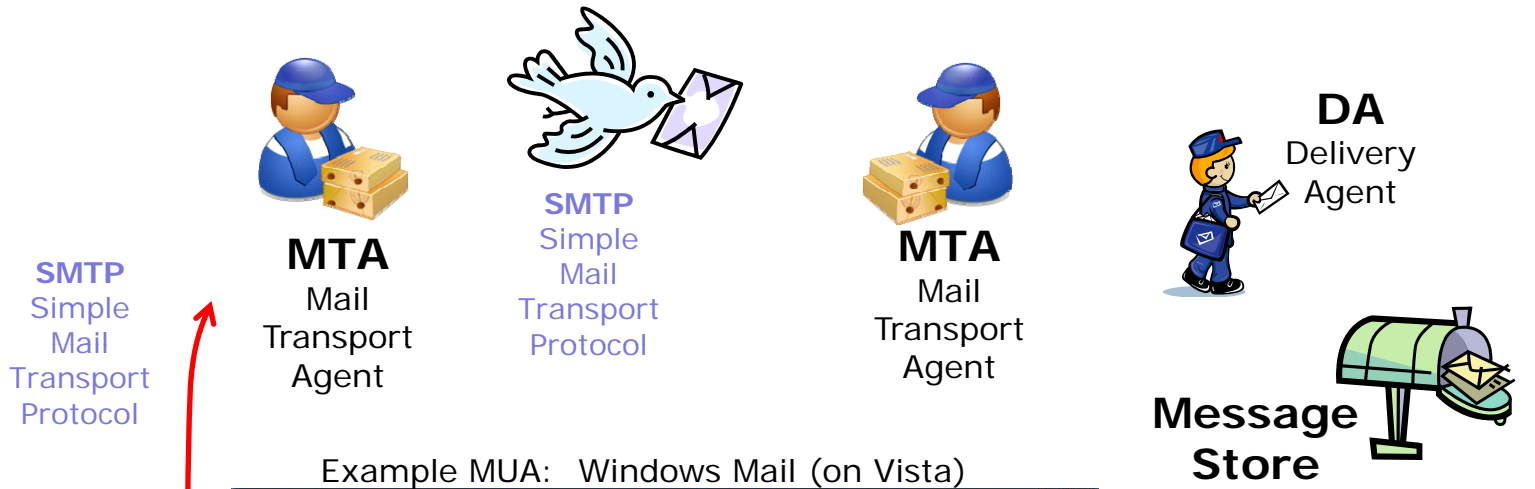 SMTP
Simple
Mail
Transport
Protocol
MTA
Mail
Transport
Agent
SMTP
Simple
Mail
Transport
Protocol
MTA
Mail
Transport
Agent
DA
Delivery
Agent
Message
Store
Example MUA: Windows Mail (on Vista)